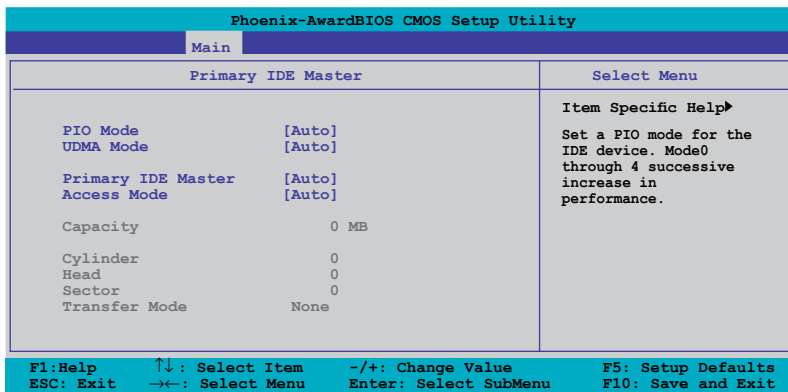 Phoenix-AwardBIOS CMOS Setup Utility
Main
Primary IDE Master
Select Menu
Item Specific Help▶
PIO Mode [Auto]
UDMA Mode [Auto]
Primary IDE Master [Auto]
Access Mode [Auto]
Capacity 0 MB
Cylinder 0
Head 0
Sector 0
Transfer Mode None
Set a PIO mode for the
IDE device. Mode0
through 4 successive
increase in
performance.
F1:Help ↑↓ : Select Item -/+: Change Value F5: Setup Defaults
ESC: Exit →← : Select Menu Enter: Select SubMenu F10: Save and Exit